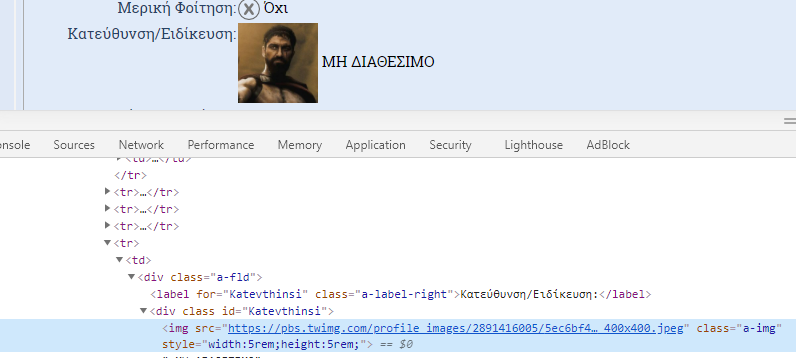 Μερική Φοίτηση: Όχι
Κατεύθυνση/Ειδίκευση: ΜΗ ΔΙΑΘΕΣΙΜΟ
onsole Sources Network Performance Memory Application Security Lighthouse AdBlock
<td>…</td>
</tr>
<tr>…</tr>
<tr>…</tr>
<tr>…</tr>
<tr>
<td>
<div class="a-fld">
<label for="Katevthinsi" class="a-label-right">Κατεύθυνση/Ειδίκευση:</label>
<div class id="Katevthinsi">
<img src="https://pbs.twimg.com/profile_images/2891416005/5ec6bf4…_400x400.jpeg" class="a-img"
style="width:5rem;height:5rem;"> == $0